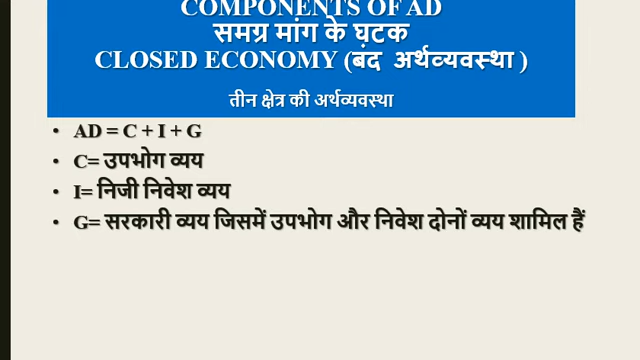 COMPONENTS OF AD
समग्र मांग के घटक
CLOSED ECONOMY (बंद अर्थव्यवस्था )
तीन क्षेत्र की अर्थव्यवस्था
• AD = C + I + G
• C= उपभोग व्यय
• I= निजी निवेश व्यय
• G= सरकारी व्यय जिसमें उपभोग और निवेश दोनों व्यय शामिल हैं